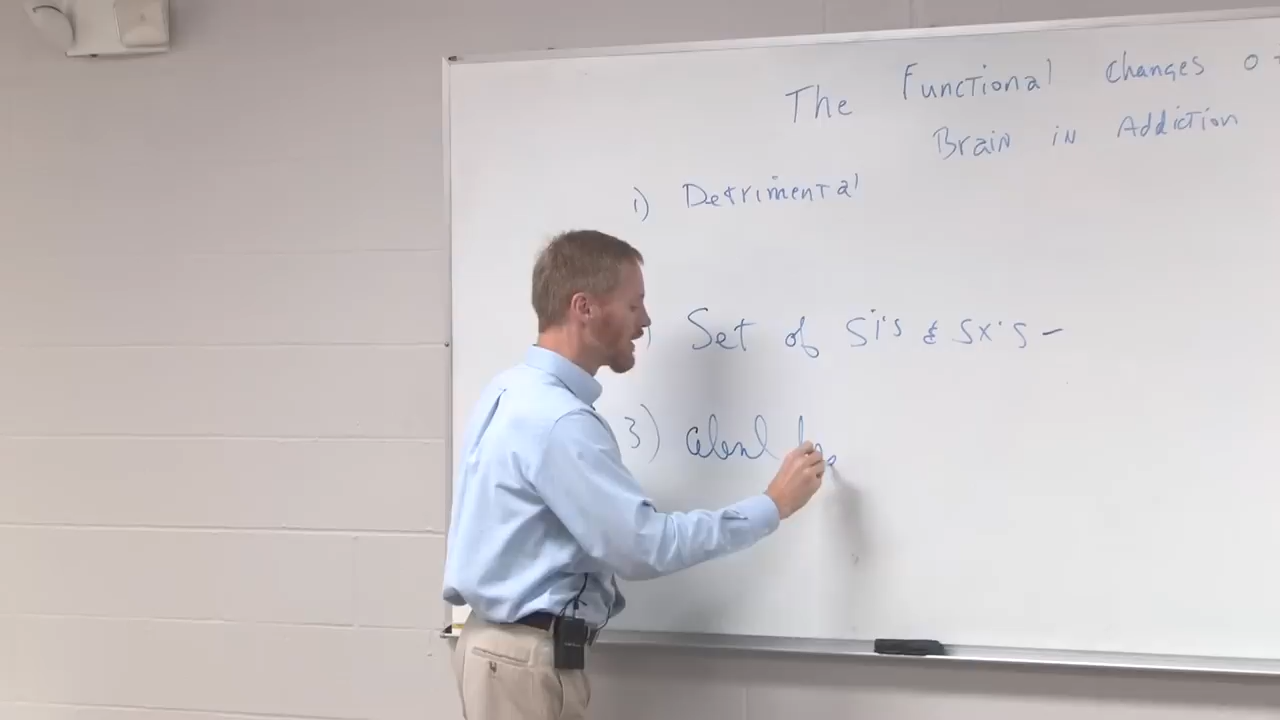 The Functional Changes o
Brain in Addiction
1) Detrimental
) Set of Si's & Sx's -
3)